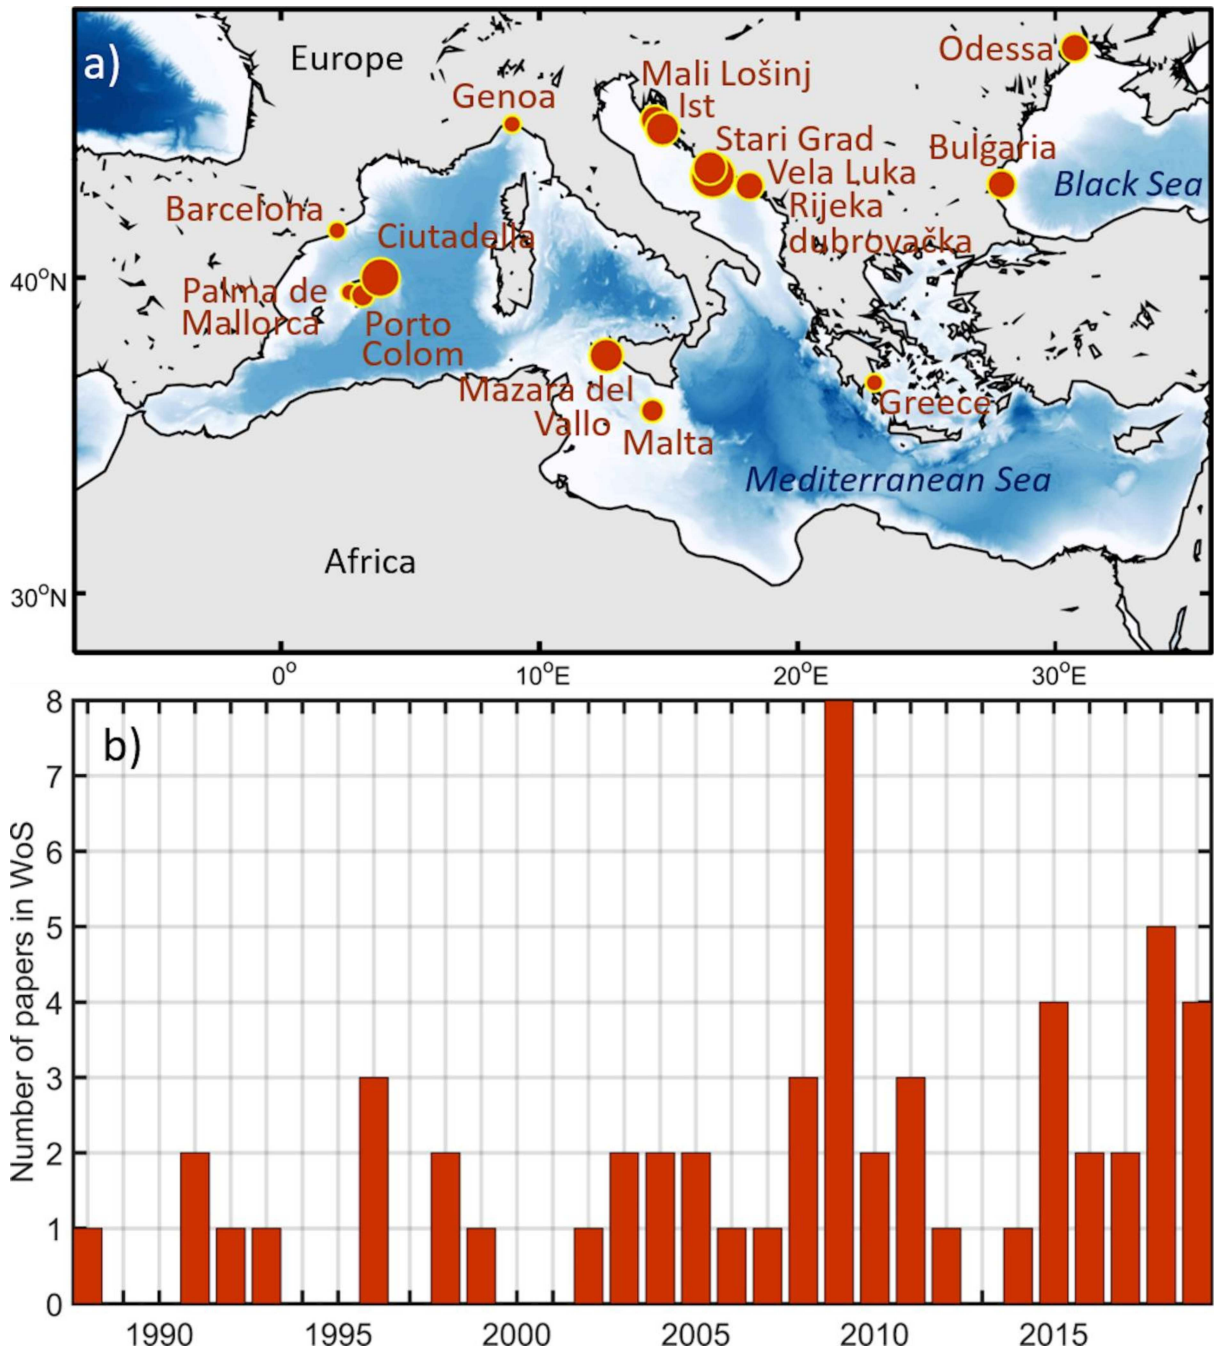 a)
Europe
Odessa
Mali Lošinj
Genoa
Ist
Stari Grad
Bulgaria
Vela Luka
Black Sea
Barcelona
Rijeka
dubrovačka
Ciutadella
40°N
Palma de
Mallorca
Porto
Colom
Mazara del
Vallo
Greece
Malta
Mediterranean Sea
Africa
30°N
0°
10°E
20°E
30°E
b)
Number of papers in WoS
8
7
6
5
4
3
2
1
0
1990
1995
2000
2005
2010
2015